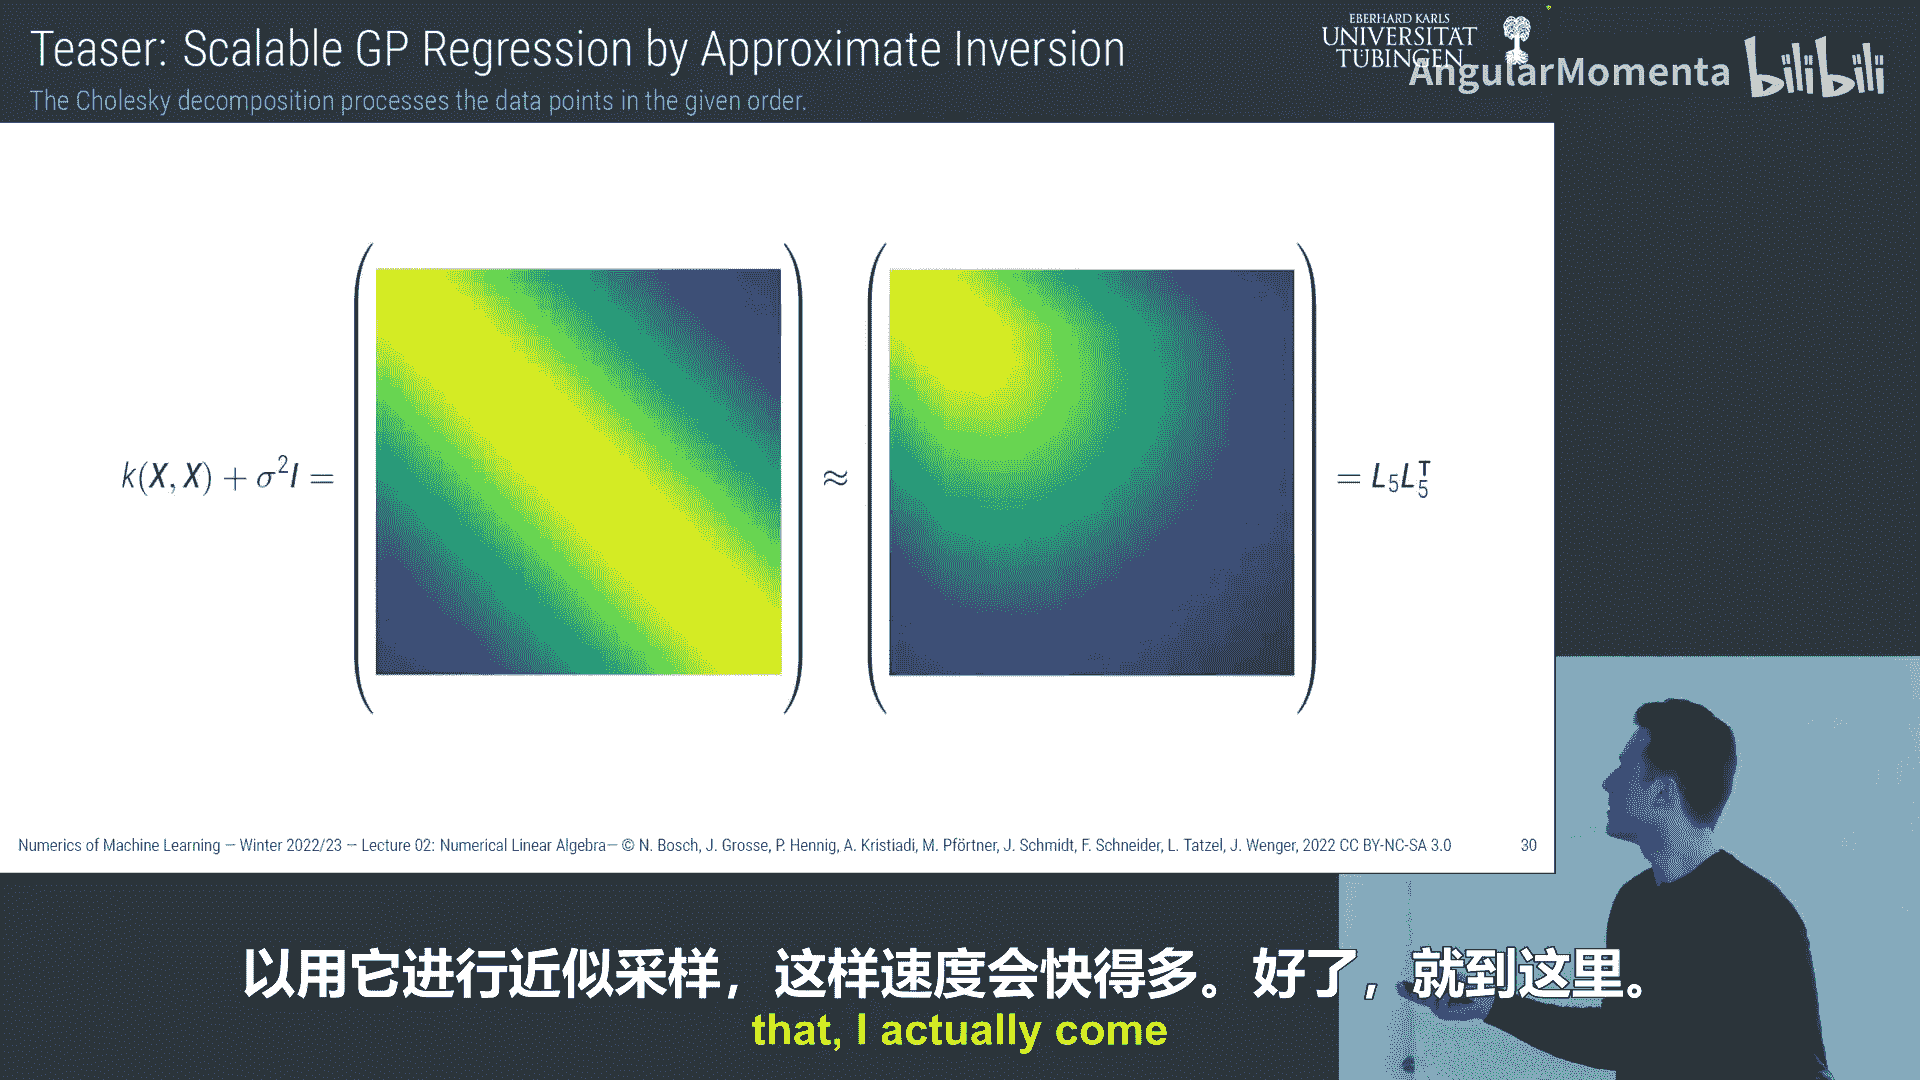 Teaser: Scalable GP Regression by Approximate Inversion
The Cholesky decomposition processes the data points in the given order.
EBERHARD KARLS
UNIVERSITÄT
TÜBINGEN
AngularMomenta bilibili
k(X, X) + σ²I =
≈
= L₅L₅ᵀ
Numerics of Machine Learning — Winter 2022/23 — Lecture 02: Numerical Linear Algebra— © N. Bosch, J. Grosse, P. Hennig, A. Kristiadi, M. Pförtner, J. Schmidt, F. Schneider, L. Tatzel, J. Wenger, 2022 CC BY-NC-SA 3.0 30
以用它进行近似采样，这样速度会快得多。好了，就到这里。
that, I actually come